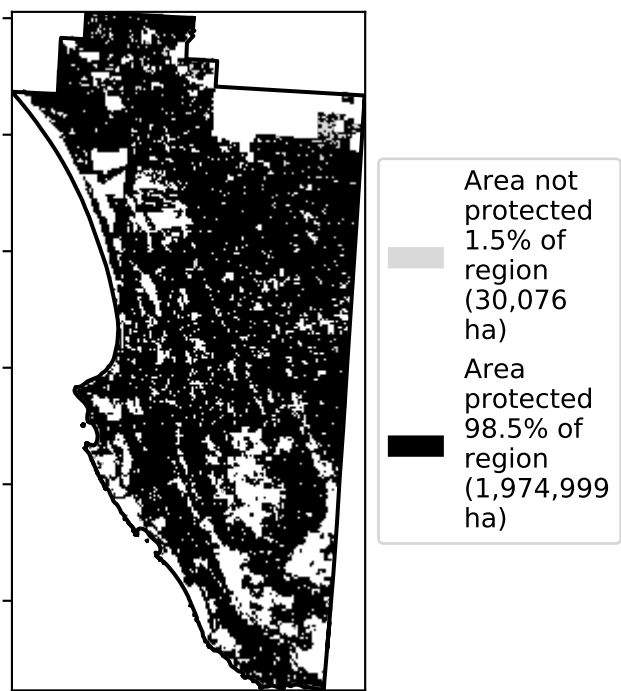 Area not
protected
1.5% of
region
(30,076
ha)
Area
protected
98.5% of
region
(1,974,999
ha)